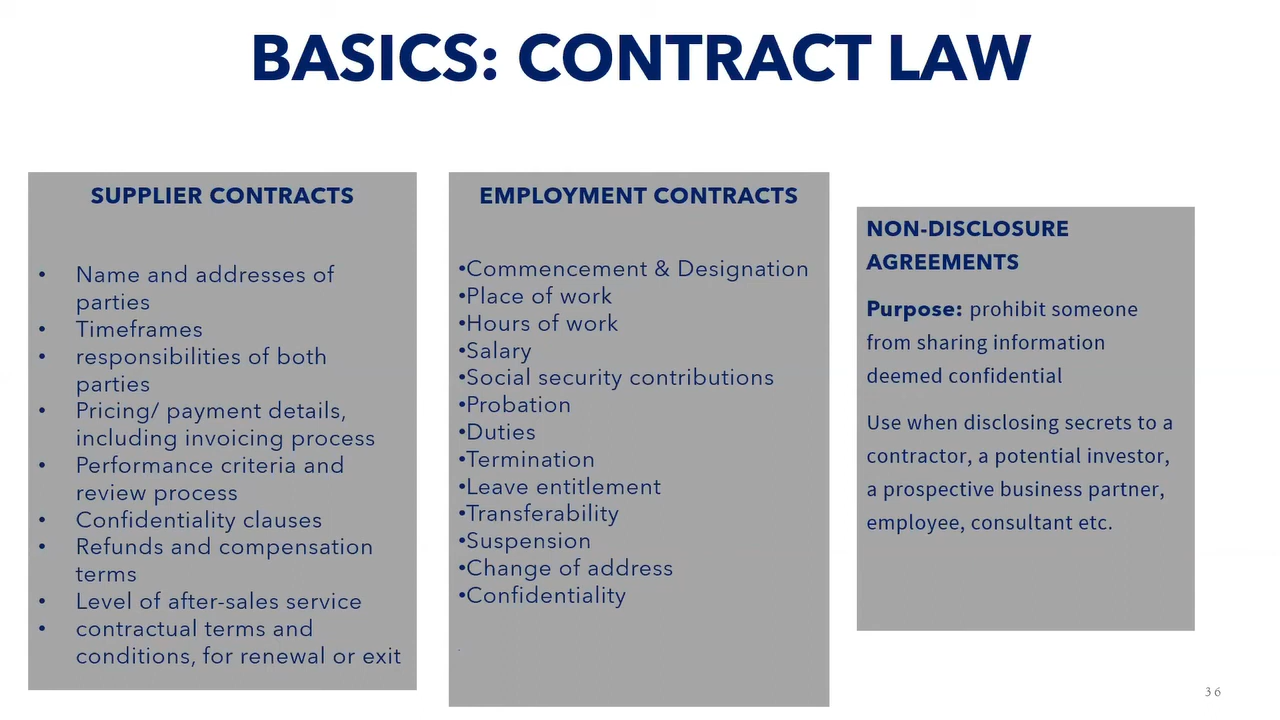 BASICS: CONTRACT LAW
SUPPLIER CONTRACTS
• Name and addresses of
parties
• Timeframes
• responsibilities of both
parties
• Pricing/ payment details,
including invoicing process
• Performance criteria and
review process
• Confidentiality clauses
• Refunds and compensation
terms
• Level of after-sales service
• contractual terms and
conditions, for renewal or exit
EMPLOYMENT CONTRACTS
•Commencement & Designation
•Place of work
•Hours of work
•Salary
•Social security contributions
•Probation
•Duties
•Termination
•Leave entitlement
•Transferability
•Suspension
•Change of address
•Confidentiality
.
NON-DISCLOSURE
AGREEMENTS
Purpose: prohibit someone
from sharing information
deemed confidential
Use when disclosing secrets to a
contractor, a potential investor,
a prospective business partner,
employee, consultant etc.
36